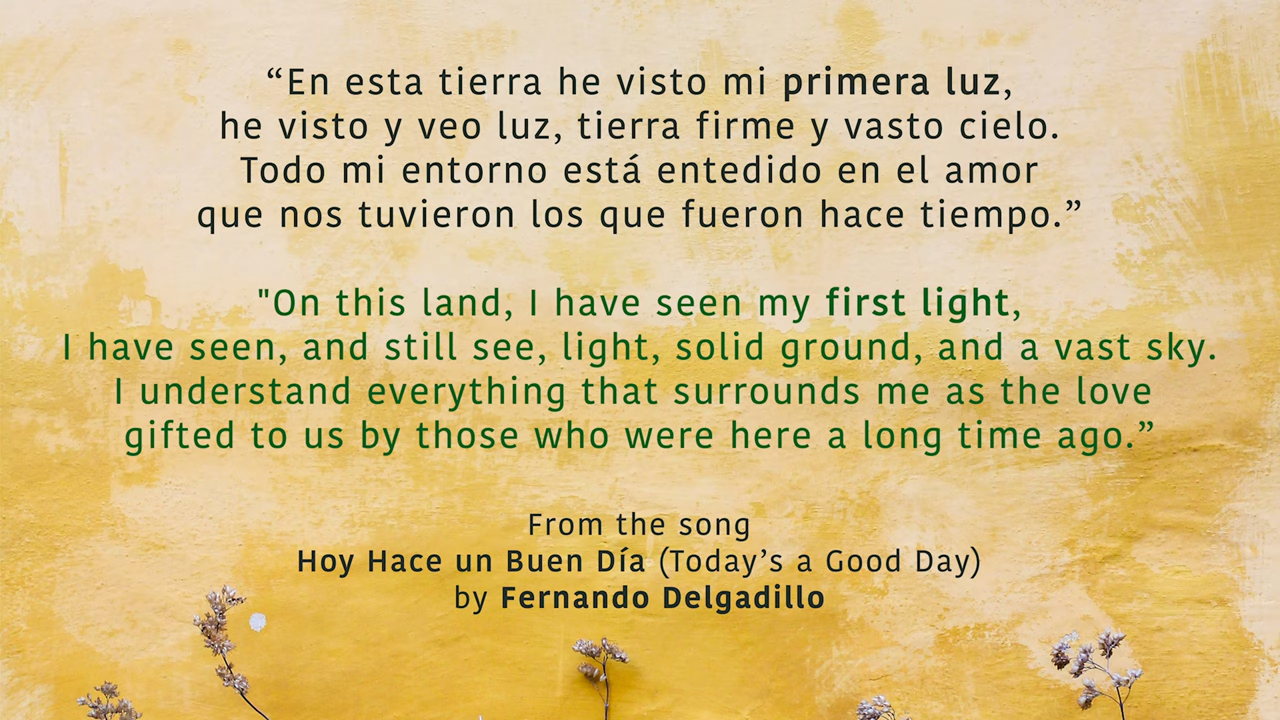 “En esta tierra he visto mi primera luz,
he visto y veo luz, tierra firme y vasto cielo.
Todo mi entorno está entedido en el amor
que nos tuvieron los que fueron hace tiempo.”
"On this land, I have seen my first light,
I have seen, and still see, light, solid ground, and a vast sky.
I understand everything that surrounds me as the love
gifted to us by those who were here a long time ago.”
From the song
Hoy Hace un Buen Día (Today’s a Good Day)
by Fernando Delgadillo